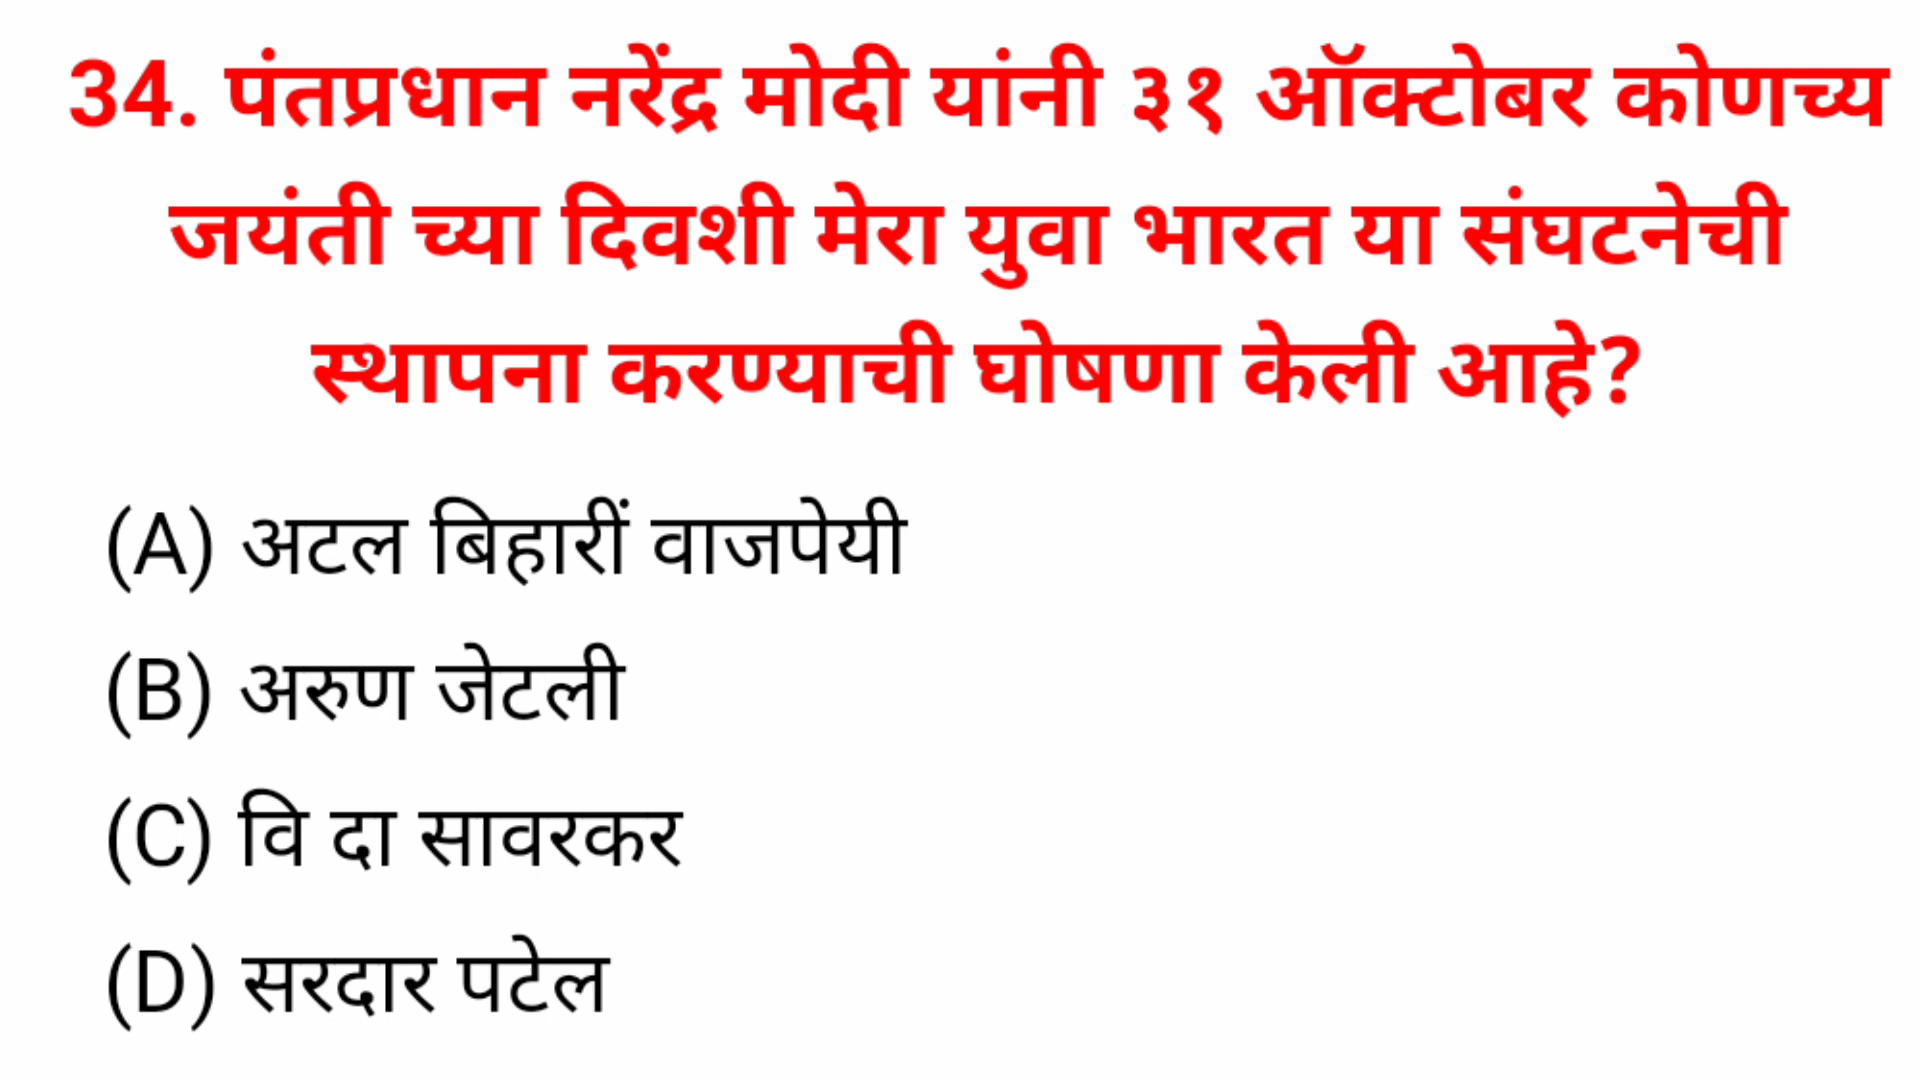 34. पंतप्रधान नरेंद्र मोदी यांनी ३१ ऑक्टोबर कोणच्य
जयंती च्या दिवशी मेरा युवा भारत या संघटनेची
स्थापना करण्याची घोषणा केली आहे?
(A) अटल बिहारीं वाजपेयी
(B) अरुण जेटली
(C) वि दा सावरकर
(D) सरदार पटेल